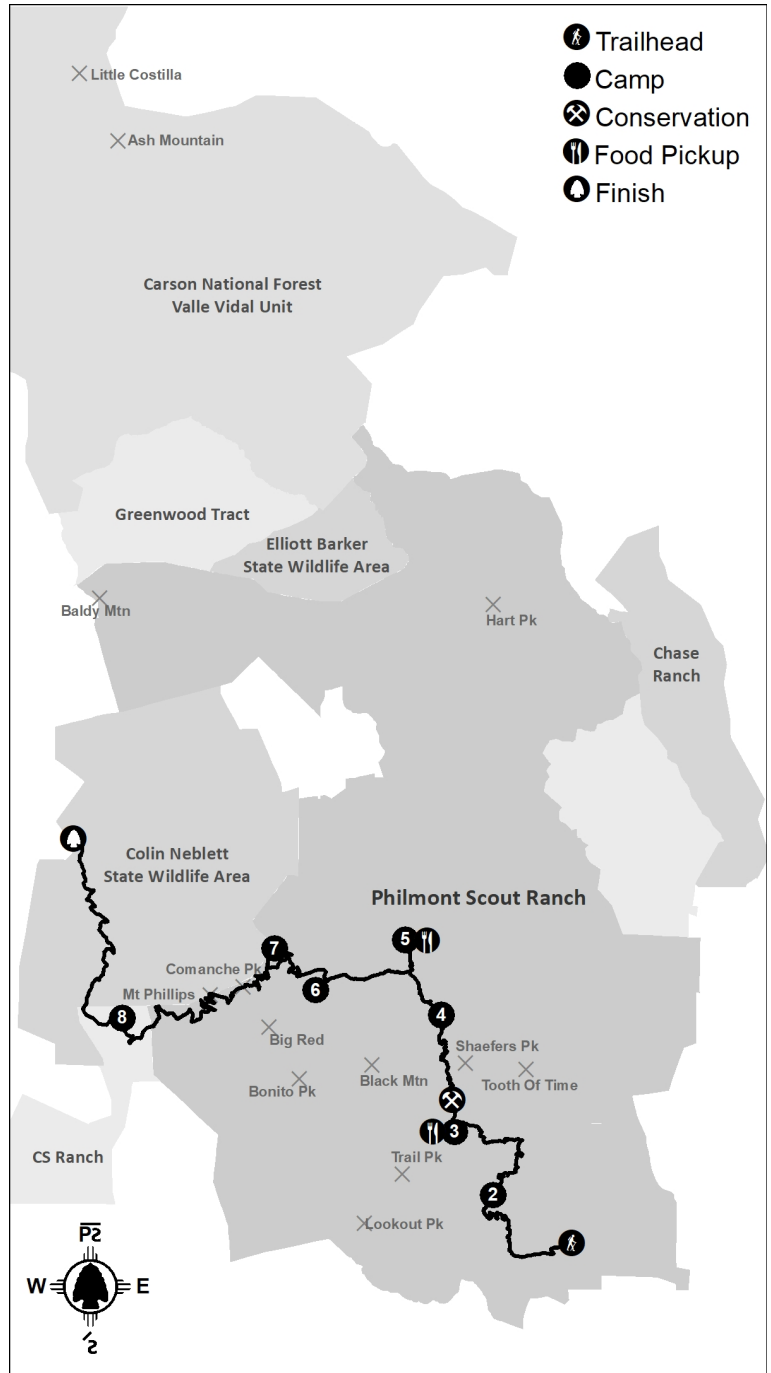 Trailhead
Camp
Conservation
Food Pickup
Finish
Little Costilla
Ash Mountain
Carson National Forest
Valle Vidal Unit
Greenwood Tract
Elliott Barker
State Wildlife Area
Baldy Mtn
Hart Pk
Chase
Ranch
Colin Neblett
State Wildlife Area
Philmont Scout Ranch
5
7
Comanche Pk
6
Mt Phillips
8
4
Big Red
Shaefers Pk
Black Mtn
Tooth Of Time
Bonito Pk
3
CS Ranch
Trail Pk
2
Lookout Pk
W
E